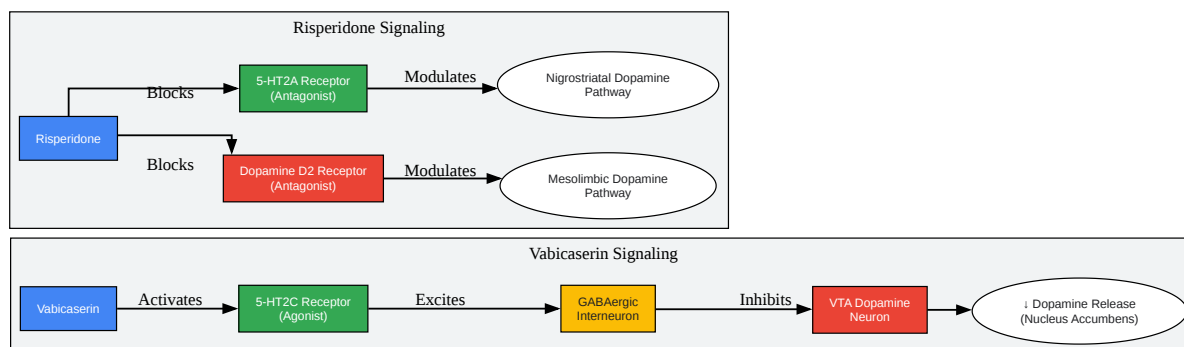 Risperidone Signaling
5-HT2A Receptor
(Antagonist)
Modulates
Nigrostriatal Dopamine
Pathway
Blocks
Risperidone
Blocks
Dopamine D2 Receptor
(Antagonist)
Modulates
Mesolimbic Dopamine
Pathway
Vabicaserin Signaling
Vabicaserin
Activates
5-HT2C Receptor
(Agonist)
Excites
GABAergic
Interneuron
Inhibits
VTA Dopamine
Neuron
↓ Dopamine Release
(Nucleus Accumbens)